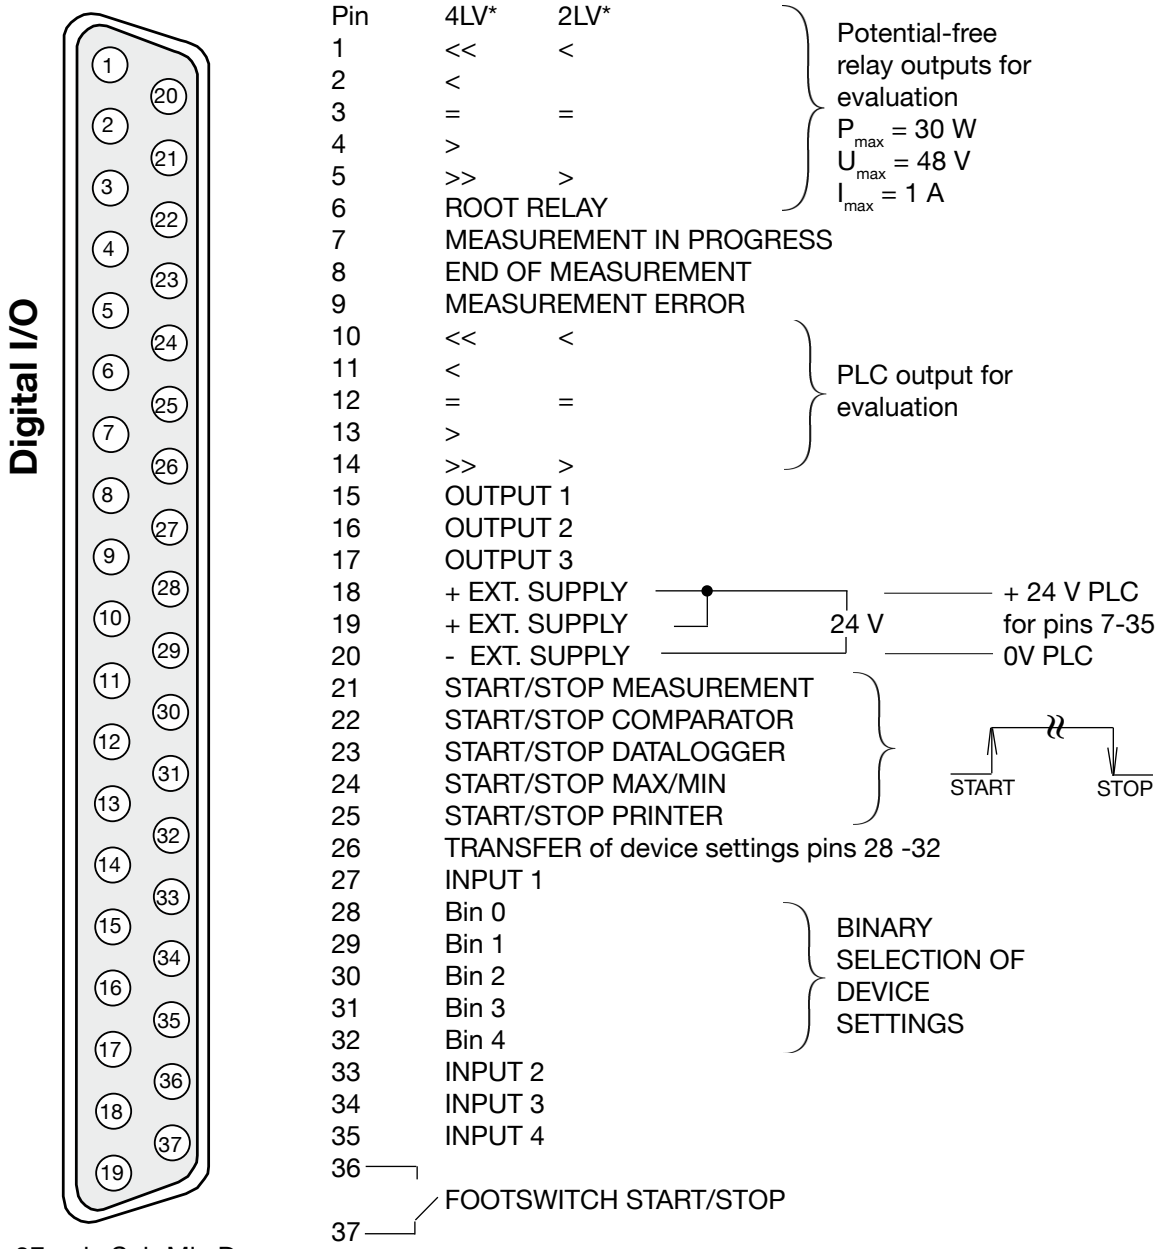 Digital I/O
1
20
2
21
3
22
4
23
5
24
6
25
7
26
8
27
9
28
10
29
11
30
12
31
13
32
14
33
15
34
16
35
17
36
18
37
19
Pin 4LV* 2LV*
1 << <
2 <
3 = =
4 >
5 >> >
6 ROOT RELAY
Potential-free
relay outputs for
evaluation
Pmax = 30 W
Umax = 48 V
Imax = 1 A
7 MEASUREMENT IN PROGRESS
8 END OF MEASUREMENT
9 MEASUREMENT ERROR
10 << <
11 <
12 = =
13 >
14 >> >
PLC output for
evaluation
15 OUTPUT 1
16 OUTPUT 2
17 OUTPUT 3
18 + EXT. SUPPLY + 24 V PLC
19 + EXT. SUPPLY 24 V for pins 7-35
20 - EXT. SUPPLY 0V PLC
21 START/STOP MEASUREMENT
22 START/STOP COMPARATOR
23 START/STOP DATALOGGER
24 START/STOP MAX/MIN
25 START/STOP PRINTER
START STOP
26 TRANSFER of device settings pins 28 -32
27 INPUT 1
28 Bin 0
29 Bin 1
30 Bin 2
31 Bin 3
32 Bin 4
BINARY
SELECTION OF
DEVICE
SETTINGS
33 INPUT 2
34 INPUT 3
35 INPUT 4
36
FOOTSWITCH START/STOP
37